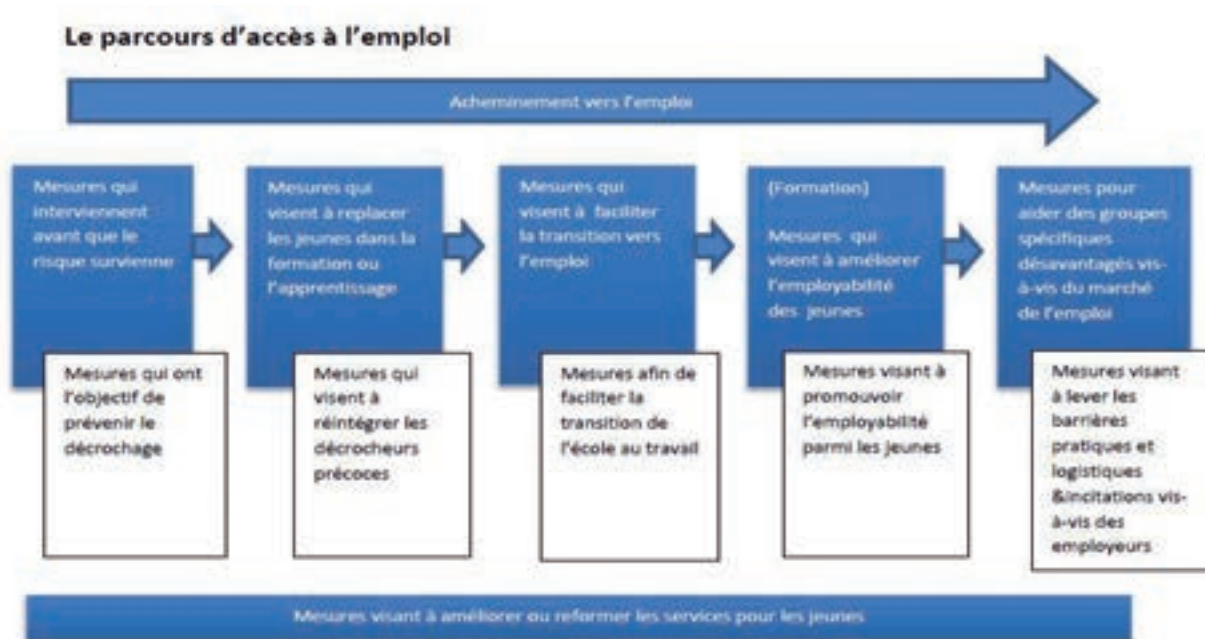 Le parcours d'accès à l'emploi
Acheminement vers l'emploi
Mesures qui
interviennent
avant que le
risque survienne
Mesures qui
visent à replacer
les jeunes dans la
formation ou
l'apprentissage
Mesures qui
visent à faciliter
la transition vers
l'emploi
(Formation)
Mesures qui
visent à améliorer
l'employabilité
des jeunes
Mesures pour
aider des groupes
spécifiques
désavantagés vis-
à-vis du marché
de l'emploi
Mesures qui ont
l'objectif de
prévenir le
décrochage
Mesures qui
visent à
réintégrer les
décrocheurs
précoces
Mesures afin de
faciliter la
transition de
l'école au travail
Mesures visant à
promouvoir
l'employabilité
parmi les jeunes
Mesures visant
à lever les
barrières
pratiques et
logistiques
&incitations vis-
à-vis des
employeurs
Mesures visant à améliorer ou reformer les services pour les jeunes